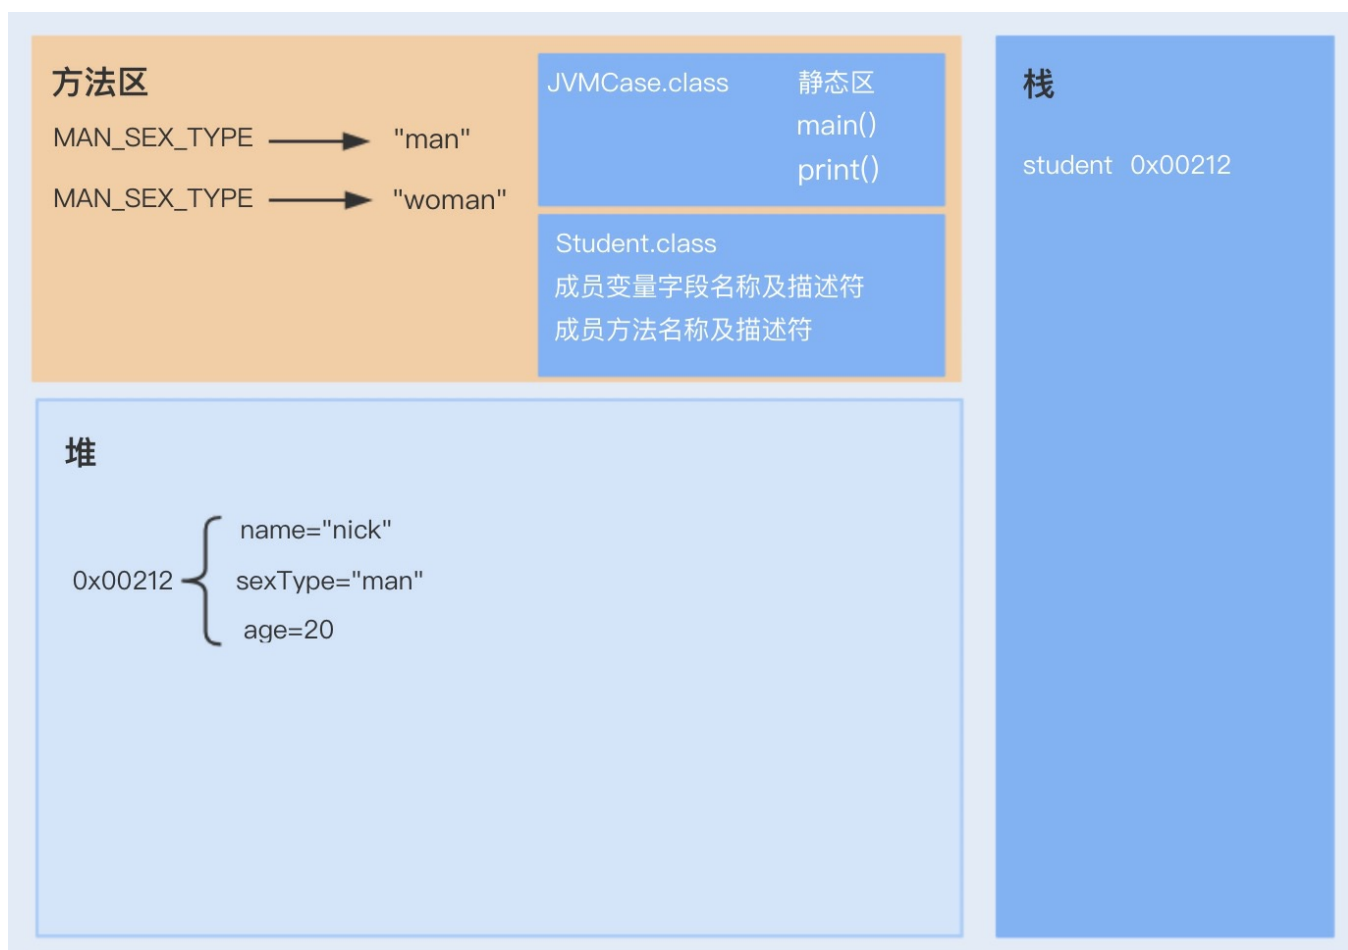 方法区
MAN_SEX_TYPE "man"
MAN_SEX_TYPE "woman"
JVMCase.class 静态区
main()
print()
Student.class
成员变量字段名称及描述符
成员方法名称及描述符
栈
student 0x00212
堆
name="nick"
0x00212 sexType="man"
age=20